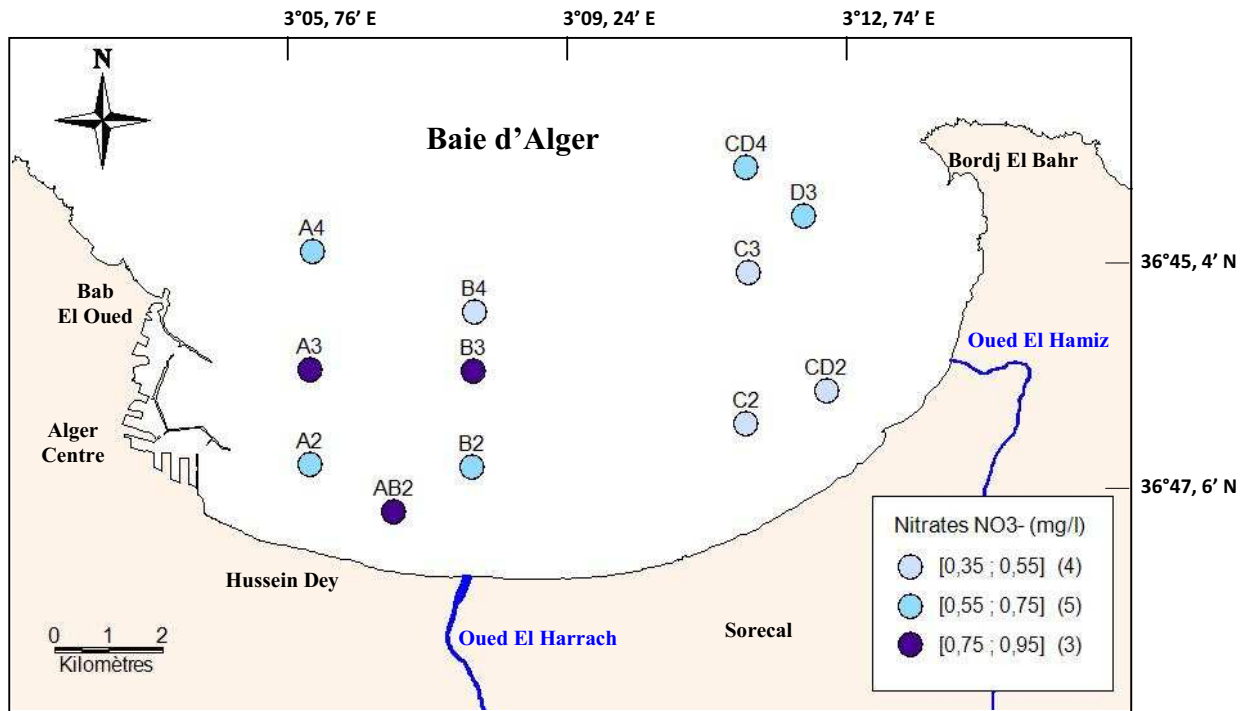 3°05, 76’ E
3°09, 24’ E
3°12, 74’ E
N
Baie d’Alger
CD4
Bordj El Bahr
D3
A4
C3
36°45, 4’ N
Bab
El Oued
B4
Oued El Hamiz
A3
B3
CD2
C2
Alger
Centre
A2
B2
36°47, 6’ N
AB2
Nitrates NO3- (mg/l)
[0,35 ; 0,55] (4)
[0,55 ; 0,75] (5)
[0,75 ; 0,95] (3)
Hussein Dey
Oued El Harrach
Sorecal
0 1 2
Kilomètres